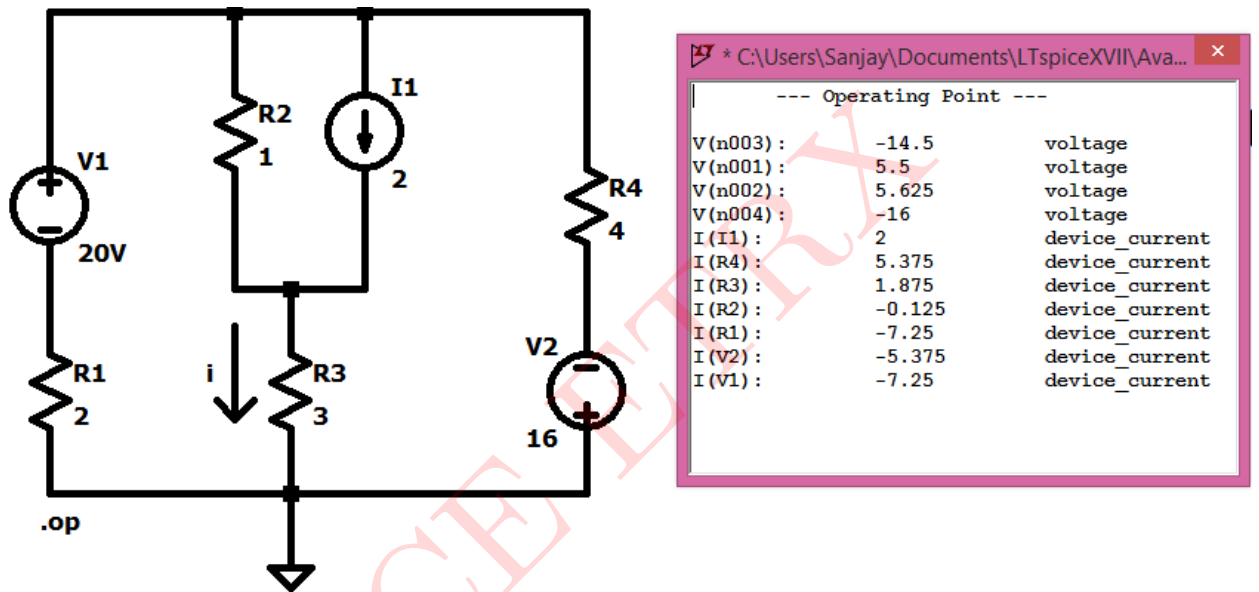 I1
R2
1
2
V1
20V
R4
4
R1
2
i
R3
3
V2
16
.op
* C:\Users\Sanjay\Documents\LTspiceXVII\Ava...
--- Operating Point ---
V(n003): -14.5 voltage
V(n001): 5.5 voltage
V(n002): 5.625 voltage
V(n004): -16 voltage
I(I1): 2 device_current
I(R4): 5.375 device_current
I(R3): 1.875 device_current
I(R2): -0.125 device_current
I(R1): -7.25 device_current
I(V2): -5.375 device_current
I(V1): -7.25 device_current
CE ETRX